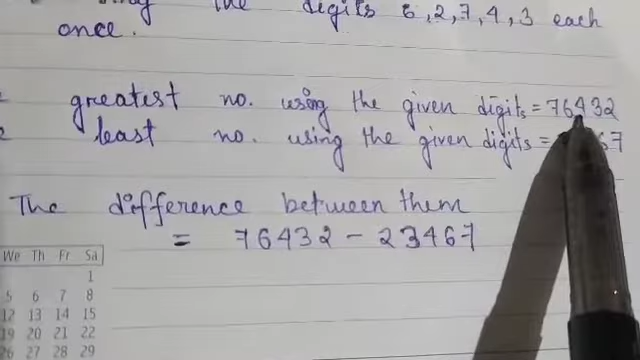 the digits 6, 2, 7, 4, 3 each
once.
greatest no. using the given digits = 76432
least no. using the given digits = 67
The difference between them
= 76432 - 23467
We Th Fr Sa
1
5 6 7 8
12 13 14 15
19 20 21 22
26 27 28 29